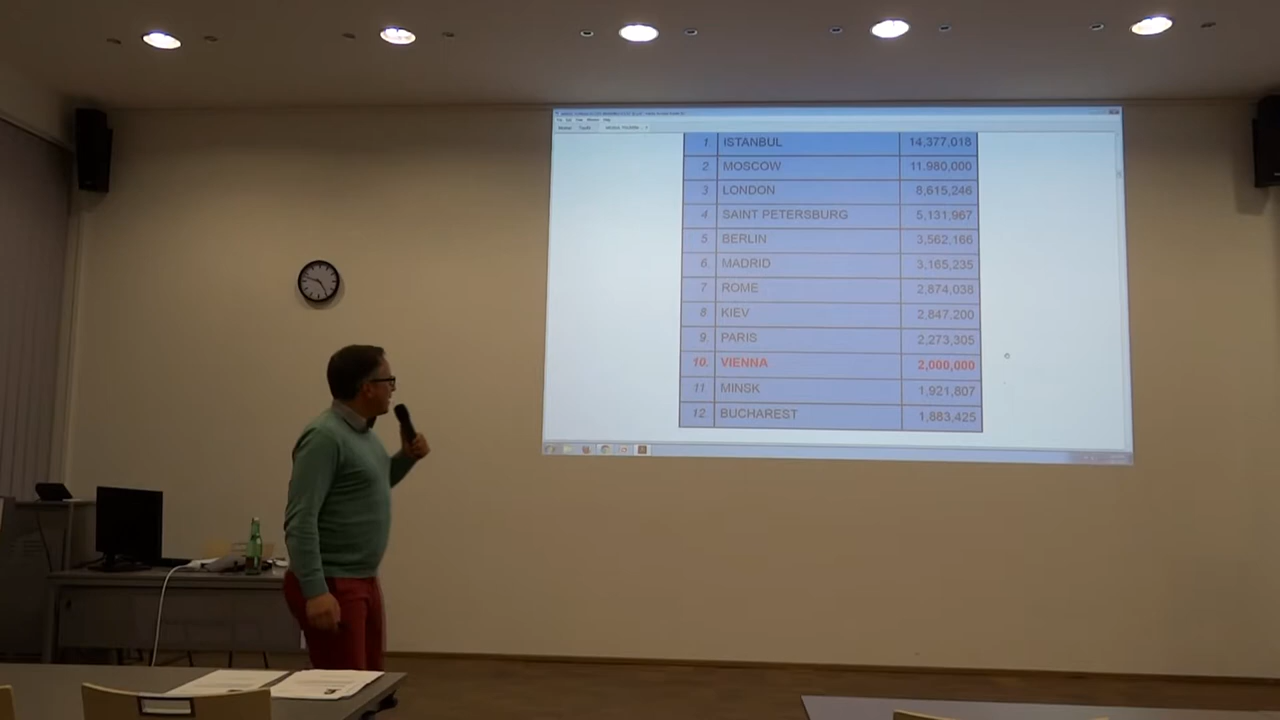 1. ISTANBUL 14,377,018
2. MOSCOW 11.980,000
3 LONDON 8,615,246
4 SAINT PETERSBURG 5,131,967
5 BERLIN 3,562,166
6. MADRID 3,165,235
7 ROME 2,874,038
8 KIEV 2,847,200
9. PARIS 2,273,305
10. VIENNA 2,000,000
11. MINSK 1,921,807
12. BUCHAREST 1,883,425